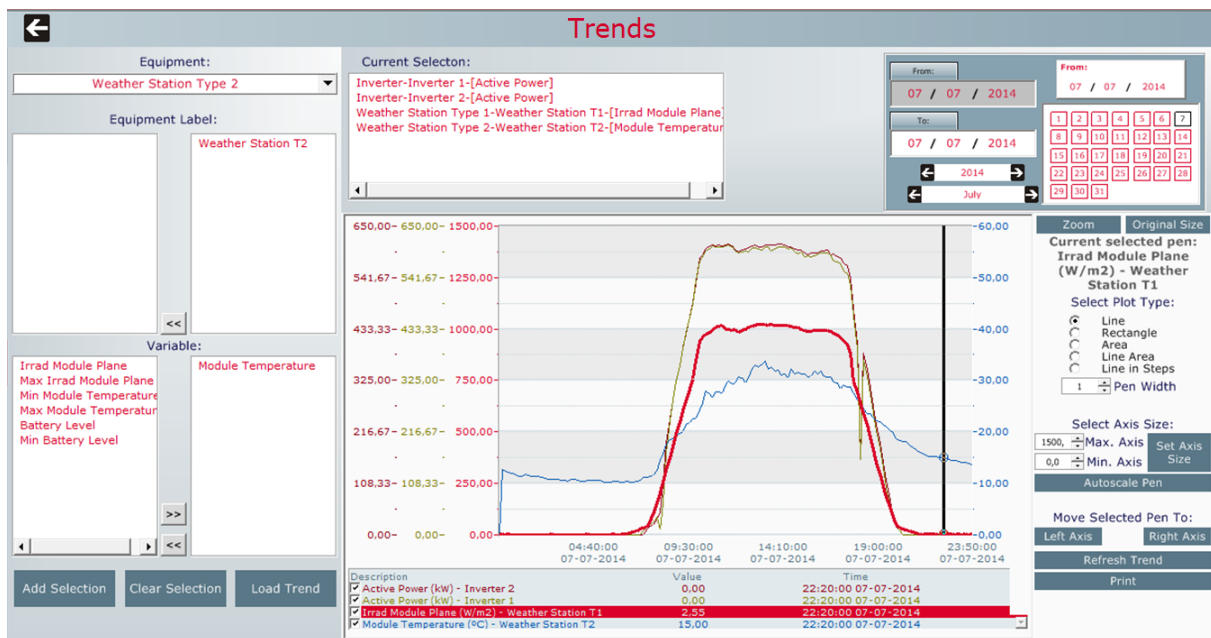 Trends
Equipment:
Weather Station Type 2
Equipment Label:
Weather Station T2
<<
Variable:
Irrad Module Plane
Max Irrad Module Plane
Min Module Temperature
Max Module Temperatur
Battery Level
Min Battery Level
Module Temperature
>>
<<
Add Selection Clear Selection Load Trend
Current Selecton:
Inverter-Inverter 1-[Active Power]
Inverter-Inverter 2-[Active Power]
Weather Station Type 1-Weather Station T1-[Irrad Module Plane]
Weather Station Type 2-Weather Station T2-[Module Temperatur
From:
07 / 07 / 2014
To:
07 / 07 / 2014
2014
July
From:
07 / 07 / 2014
1 2 3 4 5 6 7
8 9 10 11 12 13 14
15 16 17 18 19 20 21
22 23 24 25 26 27 28
29 30 31
650,00- 650,00- 1500,00- -60,00
541,67- 541,67- 1250,00- -50,00
433,33- 433,33- 1000,00- -40,00
325,00- 325,00- 750,00- -30,00
216,67- 216,67- 500,00- -20,00
108,33- 108,33- 250,00- -10,00
0,00- 0,00- 0,00- -0,00
04:40:00 09:30:00 14:10:00 19:00:00 23:50:00
07-07-2014 07-07-2014 07-07-2014 07-07-2014 07-07-2014
Description Value Time
Active Power (kW) - Inverter 2 0,00 22:20:00 07-07-2014
Active Power (kW) - Inverter 1 0,00 22:20:00 07-07-2014
Irrad Module Plane (W/m2) - Weather Station T1 2,55 22:20:00 07-07-2014
Module Temperature (ºC) - Weather Station T2 15,00 22:20:00 07-07-2014
Zoom Original Size
Current selected pen:
Irrad Module Plane
(W/m2) - Weather
Station T1
Select Plot Type:
Line
Rectangle
Area
Line Area
Line in Steps
1 Pen Width
Select Axis Size:
1500, Max. Axis
0,0 Min. Axis
Set Axis
Size
Autoscale Pen
Move Selected Pen To:
Left Axis Right Axis
Refresh Trend
Print